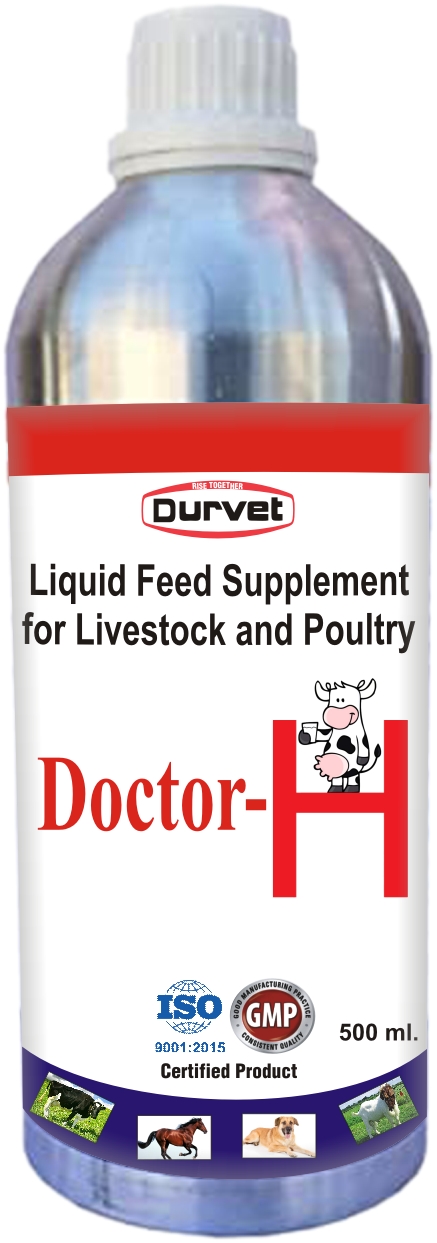 RISE TOGETHER
Durvet
Liquid Feed Supplement
for Livestock and Poultry
Doctor-H
ISO
9001:2015
GOOD MANUFACTURING PRACTICE
GMP
CONSISTENT QUALITY
500 ml.
Certified Product